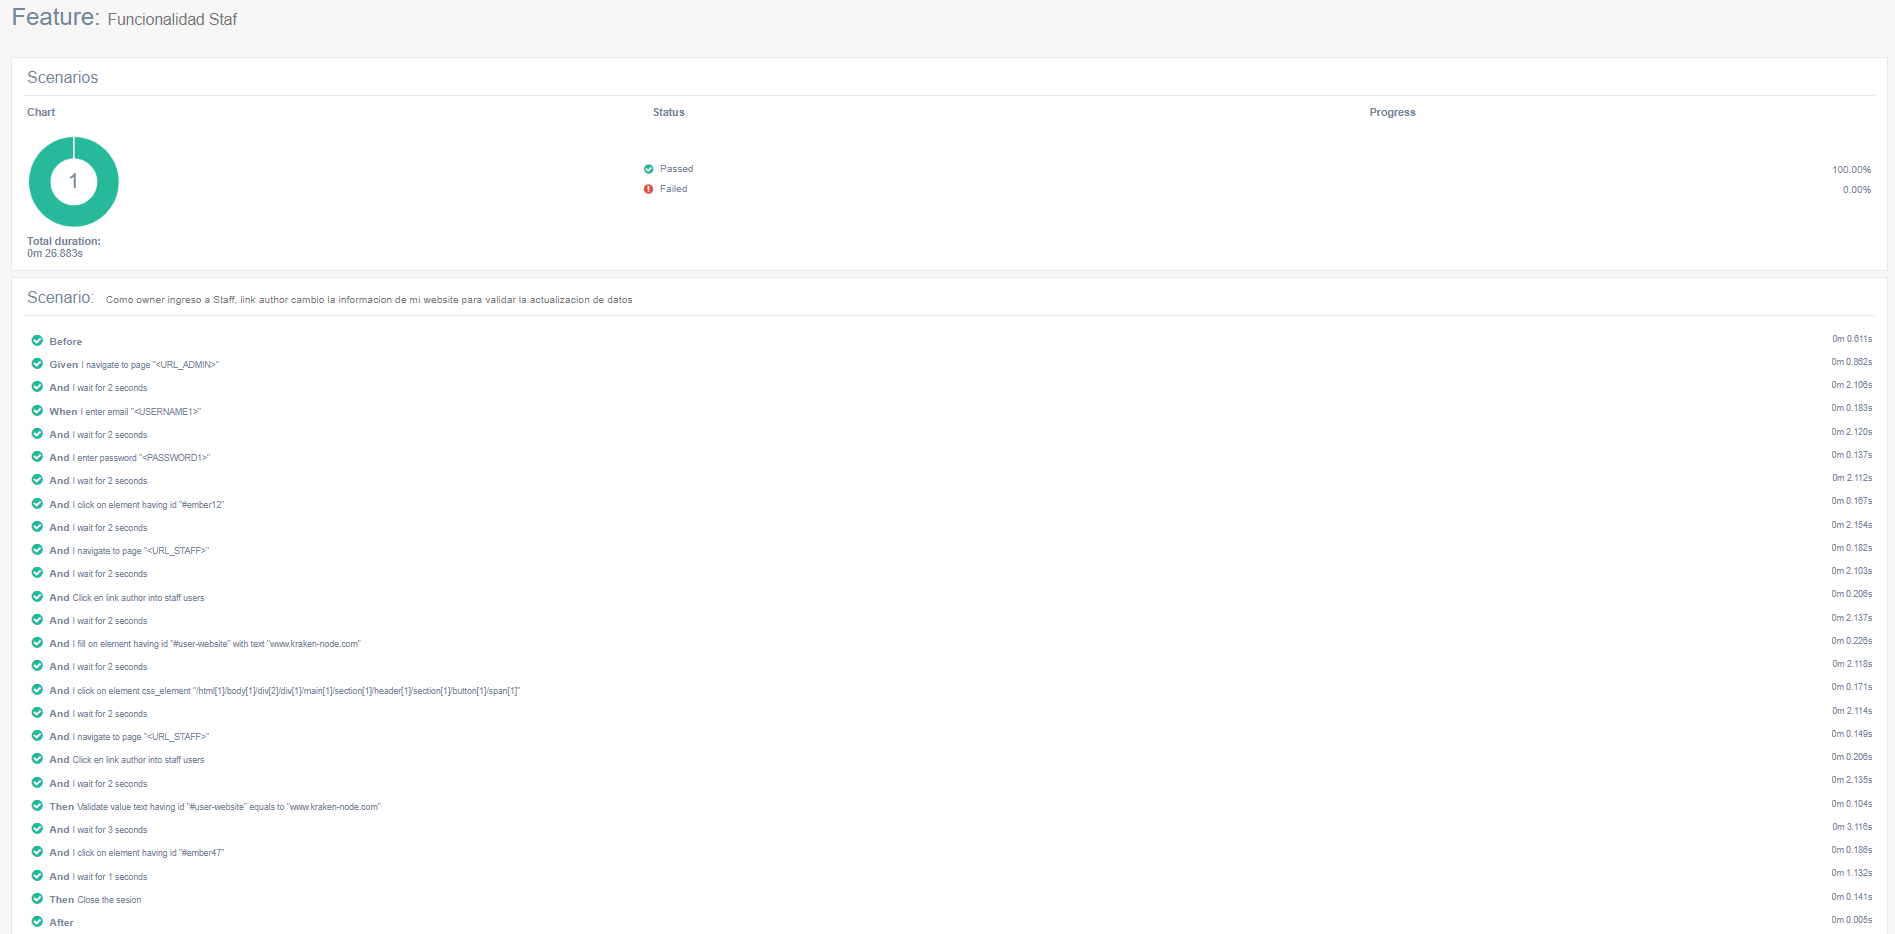 Feature: Funcionalidad Staf
Scenarios
Chart Status Progress
1
Passed 100.00%
Failed 0.00%
Total duration:
0m 26.883s
Scenario: Como owner ingreso a Staff, link author cambio la informacion de mi website para validar la actualizacion de datos
Before 0m 0.611s
Given I navigate to page "<URL_ADMIN>" 0m 0.862s
And I wait for 2 seconds 0m 2.106s
When I enter email "<USERNAME1>" 0m 0.183s
And I wait for 2 seconds 0m 2.120s
And I enter password "<PASSWORD1>" 0m 0.137s
And I wait for 2 seconds 0m 2.112s
And I click on element having id "#ember12" 0m 0.167s
And I wait for 2 seconds 0m 2.154s
And I navigate to page "<URL_STAFF>" 0m 0.182s
And I wait for 2 seconds 0m 2.103s
And Click en link author into staff users 0m 0.206s
And I wait for 2 seconds 0m 2.137s
And I fill on element having id "#user-website" with text "www.kraken-node.com" 0m 0.226s
And I wait for 2 seconds 0m 2.118s
And I click on element css_element "/html[1]/body[1]/div[2]/div[1]/main[1]/section[1]/header[1]/section[1]/button[1]/span[1]" 0m 0.171s
And I wait for 2 seconds 0m 2.114s
And I navigate to page "<URL_STAFF>" 0m 0.149s
And Click en link author into staff users 0m 0.206s
And I wait for 2 seconds 0m 2.135s
Then Validate value text having id "#user-website" equals to "www.kraken-node.com" 0m 0.104s
And I wait for 3 seconds 0m 3.116s
And I click on element having id "#ember47" 0m 0.186s
And I wait for 1 seconds 0m 1.132s
Then Close the sesion 0m 0.141s
After 0m 0.005s